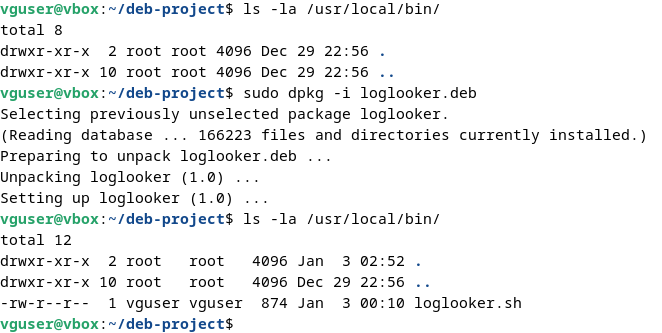 vguser@vbox:~/deb-project$ ls -la /usr/local/bin/
total 8
drwxr-xr-x  2 root root 4096 Dec 29 22:56 .
drwxr-xr-x 10 root root 4096 Dec 29 22:56 ..
vguser@vbox:~/deb-project$ sudo dpkg -i loglooker.deb
Selecting previously unselected package loglooker.
(Reading database ... 166223 files and directories currently installed.)
Preparing to unpack loglooker.deb ...
Unpacking loglooker (1.0) ...
Setting up loglooker (1.0) ...
vguser@vbox:~/deb-project$ ls -la /usr/local/bin/
total 12
drwxr-xr-x  2 root   root   4096 Jan  3 02:52 .
drwxr-xr-x 10 root   root   4096 Dec 29 22:56 ..
-rw-r--r--  1 vguser vguser  874 Jan  3 00:10 loglooker.sh
vguser@vbox:~/deb-project$